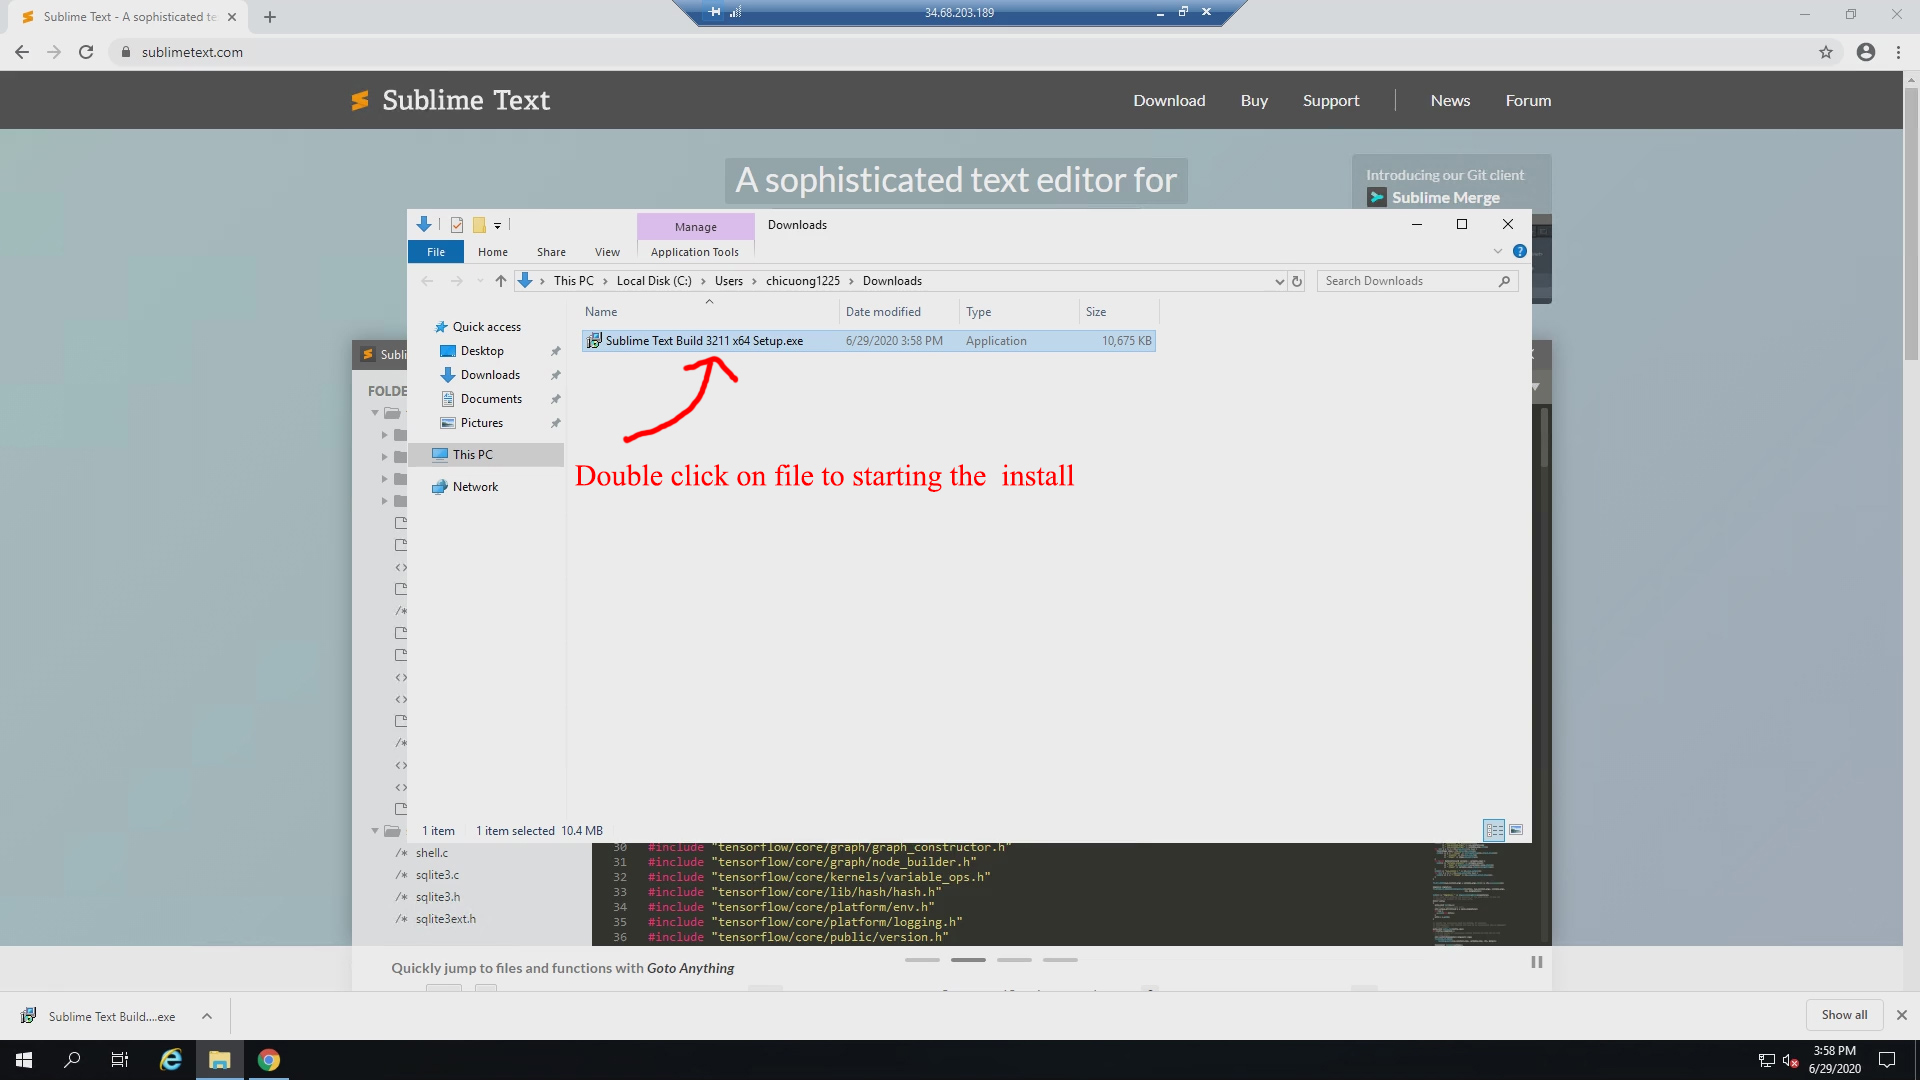 Sublime Text - A sophisticated te
34.68.203.189
sublimetext.com
Sublime Text
Download Buy Support News Forum
A sophisticated text editor for
Introducing our Git client
Sublime Merge
Manage Downloads
File Home Share View Application Tools
This PC Local Disk (C:) Users chicuong1225 Downloads Search Downloads
Name Date modified Type Size
Quick access
Sublime Text Build 3211 x64 Setup.exe 6/29/2020 3:58 PM Application 10,675 KB
Desktop
Subli
Downloads
FOLDE
Documents
Pictures
This PC
Double click on file to starting the  install
Network
<>
/*
<>
<>
/*
<>
<>
1 item 1 item selected 10.4 MB
30 #include "tensorflow/core/graph/graph_constructor.h"
/* shell.c
31 #include "tensorflow/core/graph/node_builder.h"
/* sqlite3.c
32 #include "tensorflow/core/kernels/variable_ops.h"
33 #include "tensorflow/core/lib/hash/hash.h"
/* sqlite3.h
34 #include "tensorflow/core/platform/env.h"
/* sqlite3ext.h
35 #include "tensorflow/core/platform/logging.h"
36 #include "tensorflow/core/public/version.h"
Quickly jump to files and functions with Goto Anything
Sublime Text Build....exe Show all
3:58 PM
6/29/2020